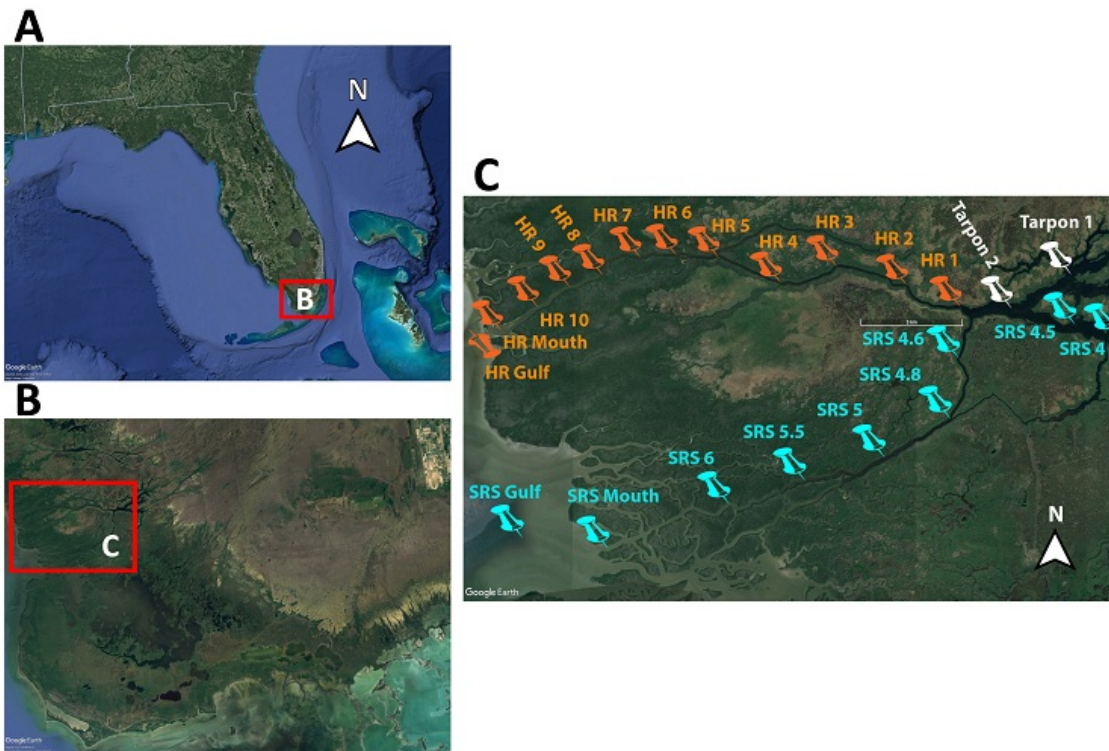 A
N
B
Google Earth
B
C
Google Earth
C
HR 9
HR 8
HR 7
HR 6
HR 5
HR 4
HR 3
HR 2
HR 1
Tarpon 2
Tarpon 1
HR 10
HR Mouth
HR Gulf
SRS 4.6
SRS 4.5
SRS 4
SRS 4.8
SRS 5
SRS 5.5
SRS 6
SRS Gulf
SRS Mouth
N
Google Earth